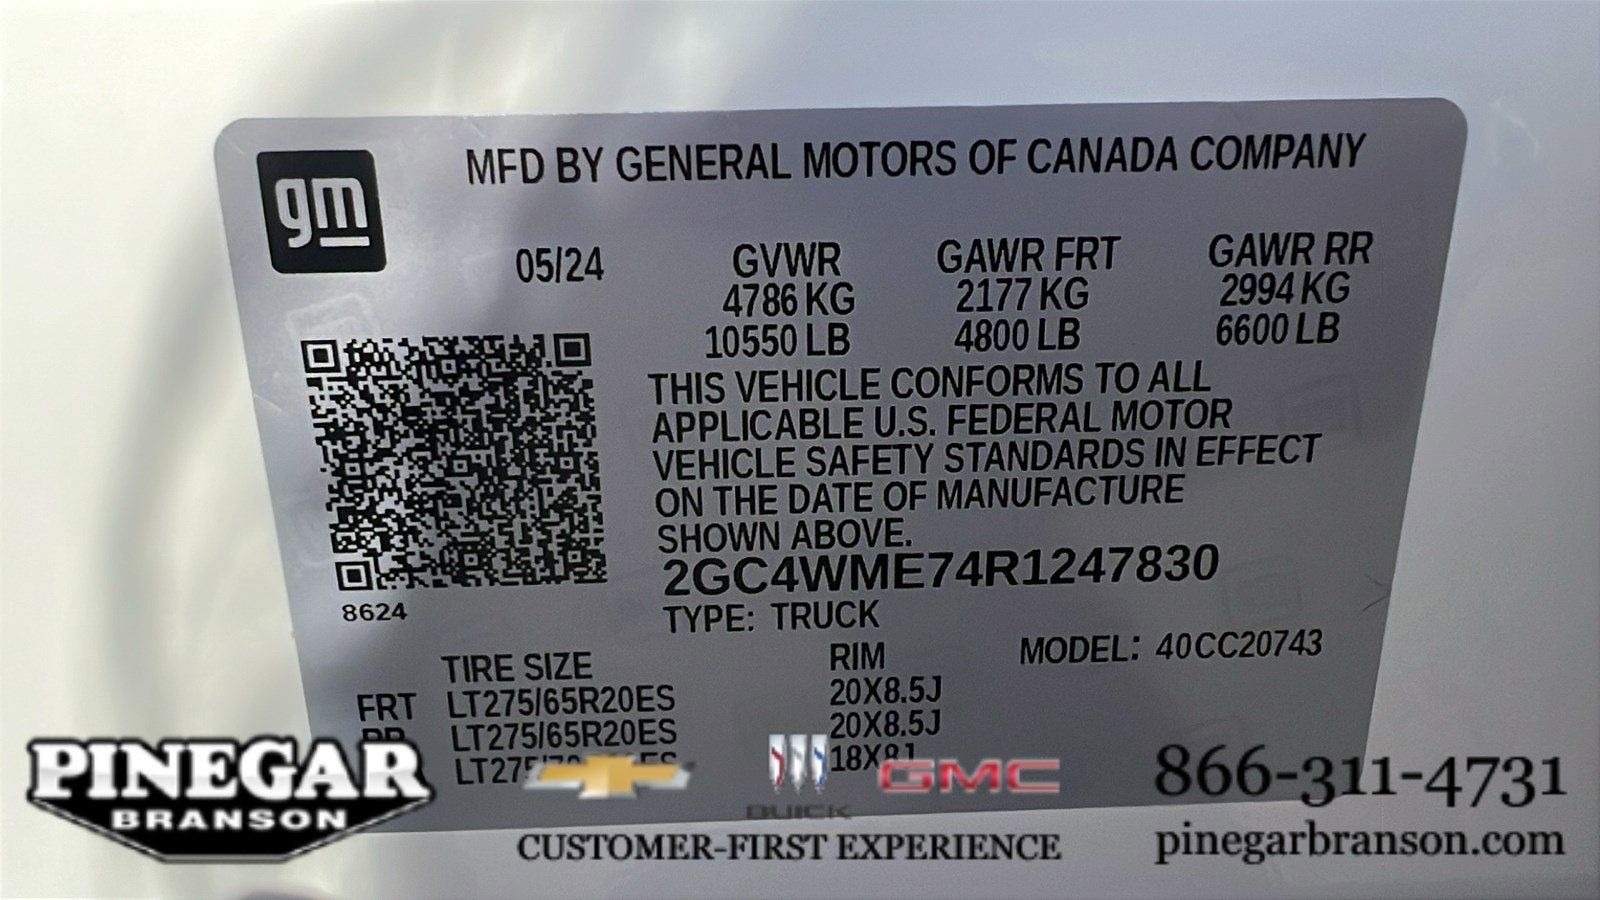 gm
MFD BY GENERAL MOTORS OF CANADA COMPANY
05/24 GVWR GAWR FRT GAWR RR
4786 KG 2177 KG 2994 KG
10550 LB 4800 LB 6600 LB
THIS VEHICLE CONFORMS TO ALL
APPLICABLE U.S. FEDERAL MOTOR
VEHICLE SAFETY STANDARDS IN EFFECT
ON THE DATE OF MANUFACTURE
SHOWN ABOVE.
2GC4WME74R1247830
8624
TYPE: TRUCK
MODEL: 40CC20743
TIRE SIZE RIM
FRT LT275/65R20ES 20X8.5J
RR LT275/65R20ES 20X8.5J
18X8J
PINEGAR
BRANSON
BUICK
GMC
CUSTOMER-FIRST EXPERIENCE
866-311-4731
pinegarbranson.com